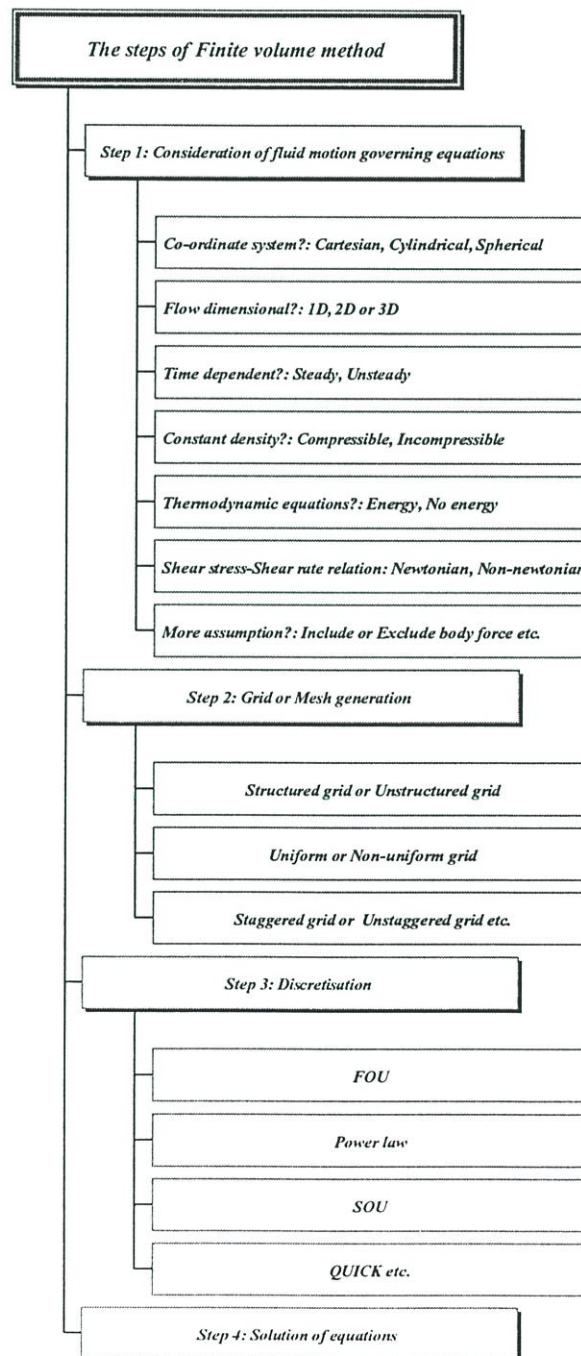 The steps of Finite volume method
Step 1: Consideration of fluid motion governing equations
Co-ordinate system?: Cartesian, Cylindrical, Spherical
Flow dimensional?: 1D, 2D or 3D
Time dependent?: Steady, Unsteady
Constant density?: Compressible, Incompressible
Thermodynamic equations?: Energy, No energy
Shear stress-Shear rate relation: Newtonian, Non-newtonian
More assumption?: Include or Exclude body force etc.
Step 2: Grid or Mesh generation
Structured grid or Unstructured grid
Uniform or Non-uniform grid
Staggered grid or Unstaggered grid etc.
Step 3: Discretisation
FOU
Power law
SOU
QUICK etc.
Step 4: Solution of equations